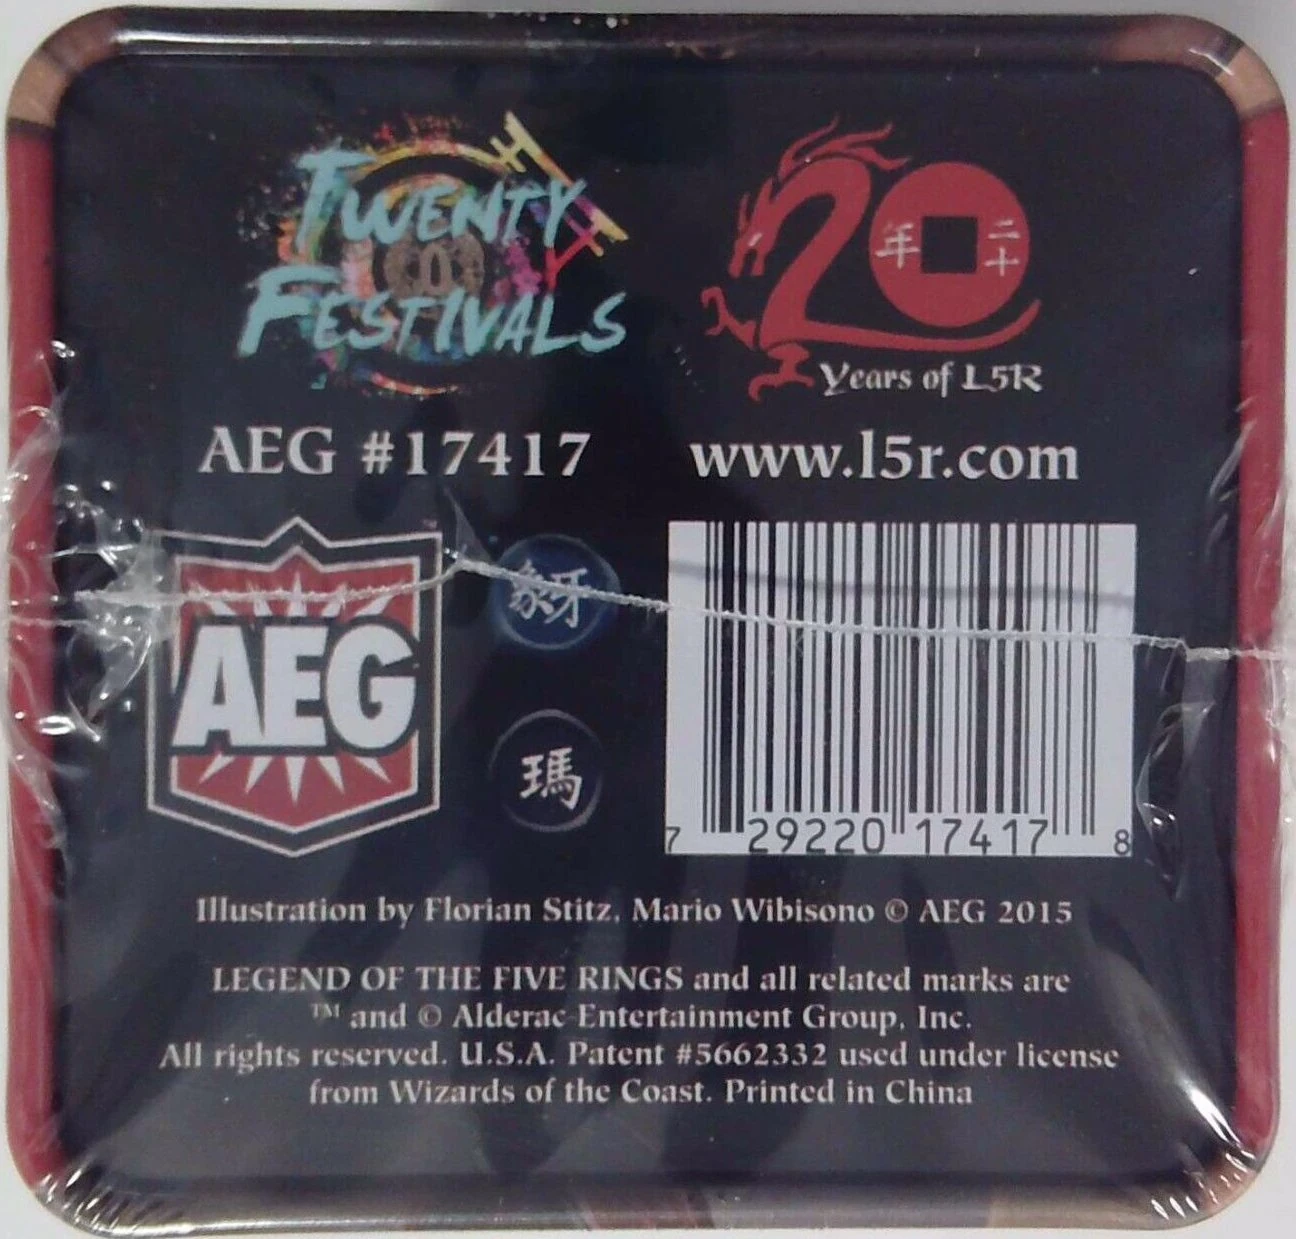 TWENTY
FESTIVALS
20
年 二十
Years of L5R
AEG #17417
www.l5r.com
AEG
象牙
瑪
7 29220 17417 8
Illustration by Florian Stitz, Mario Wibisono © AEG 2015
LEGEND OF THE FIVE RINGS and all related marks are
™ and © Alderac Entertainment Group, Inc.
All rights reserved. U.S.A. Patent #5662332 used under license
from Wizards of the Coast. Printed in China